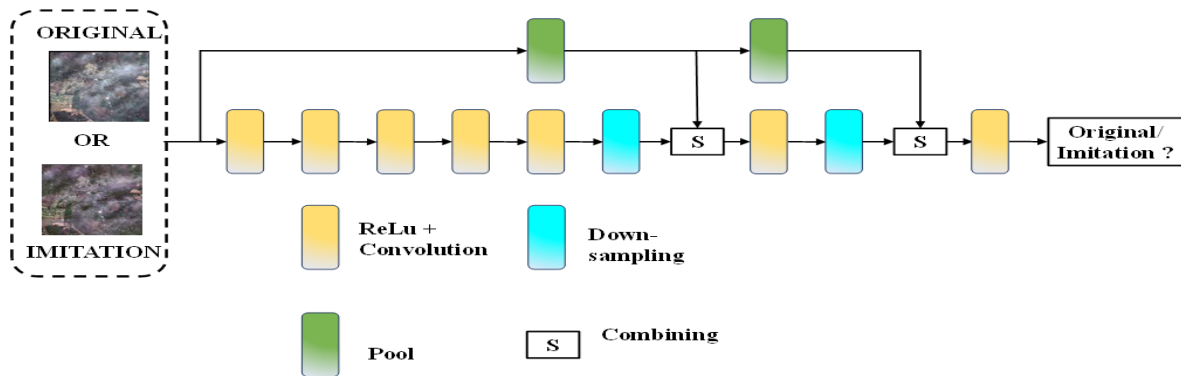 ORIGINAL
OR
IMITATION
S
S
Original/
Imitation ?
ReLu +
Convolution
Down-
sampling
Pool
S
Combining